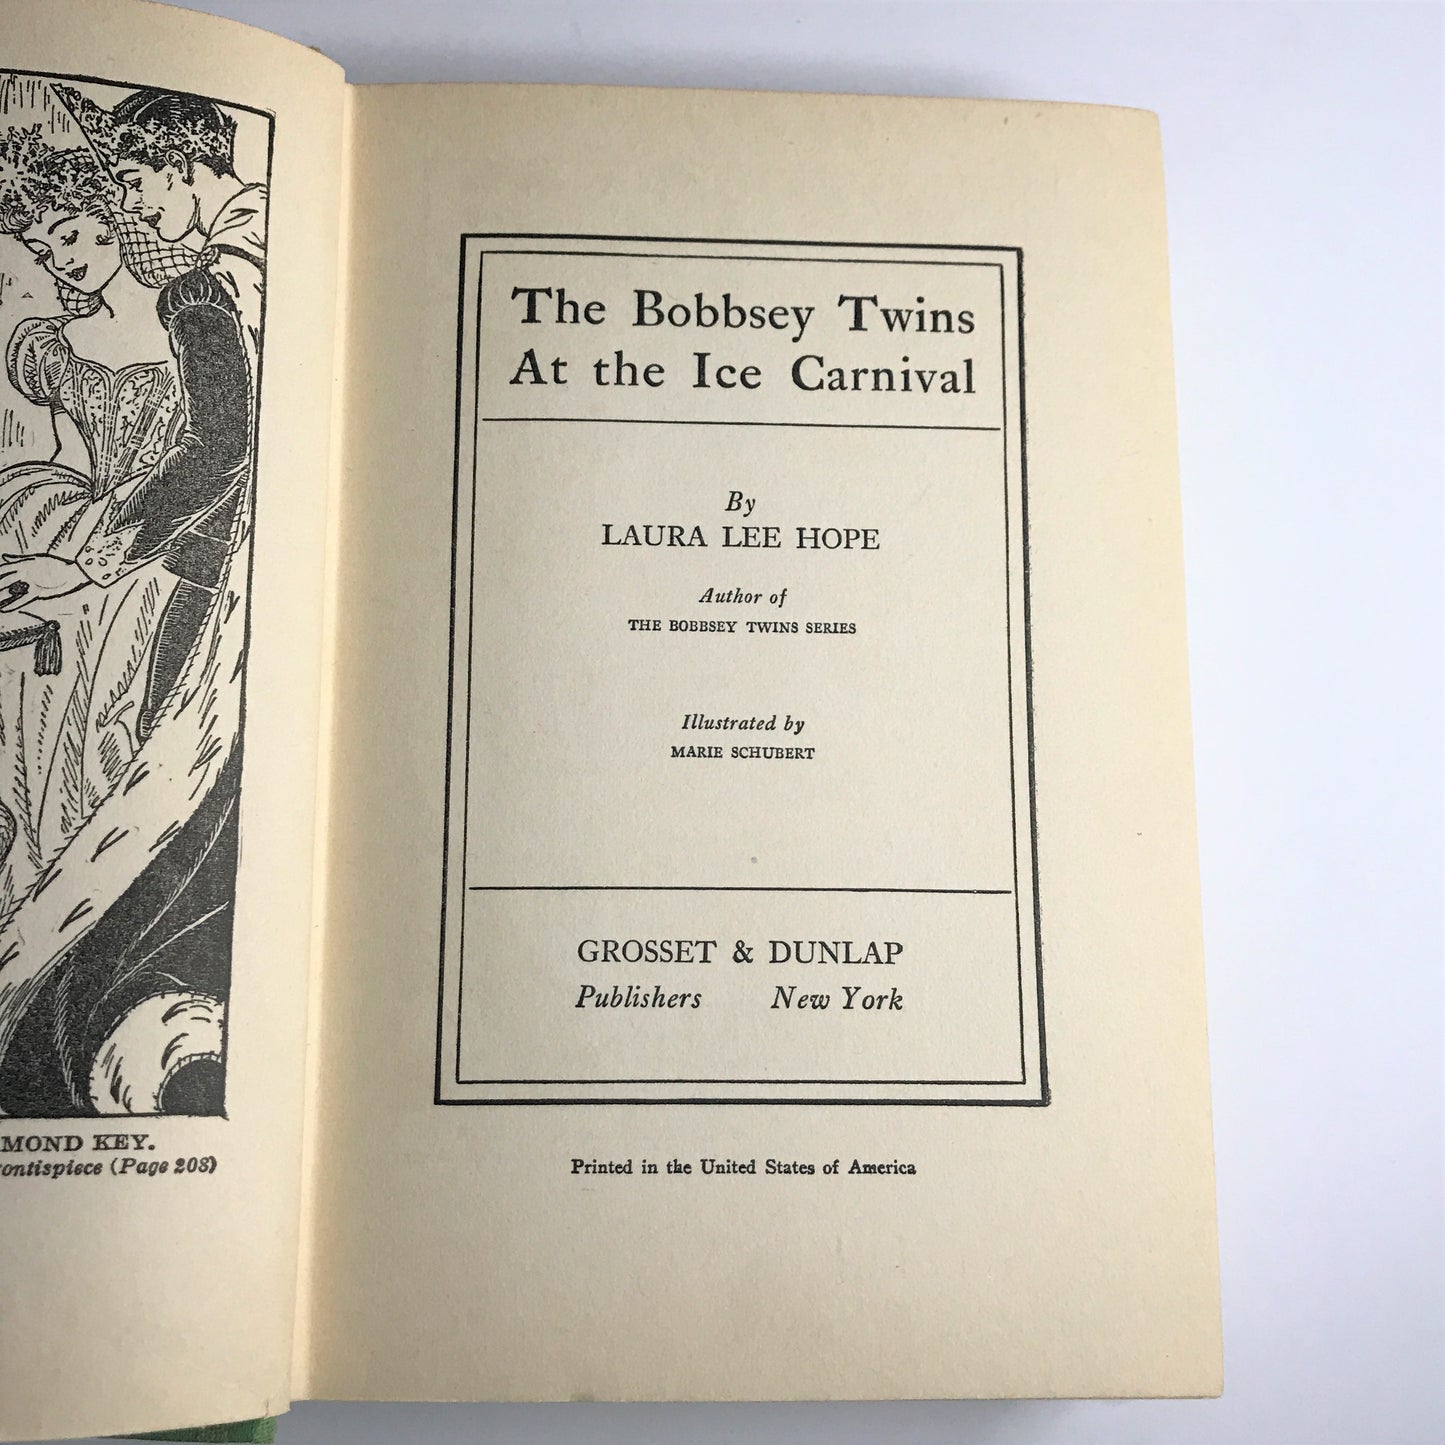 MOND KEY.
ontispiece (Page 208)
The Bobbsey Twins
At the Ice Carnival
By
LAURA LEE HOPE
Author of
THE BOBBSEY TWINS SERIES
Illustrated by
MARIE SCHUBERT
GROSSET & DUNLAP
Publishers New York
Printed in the United States of America